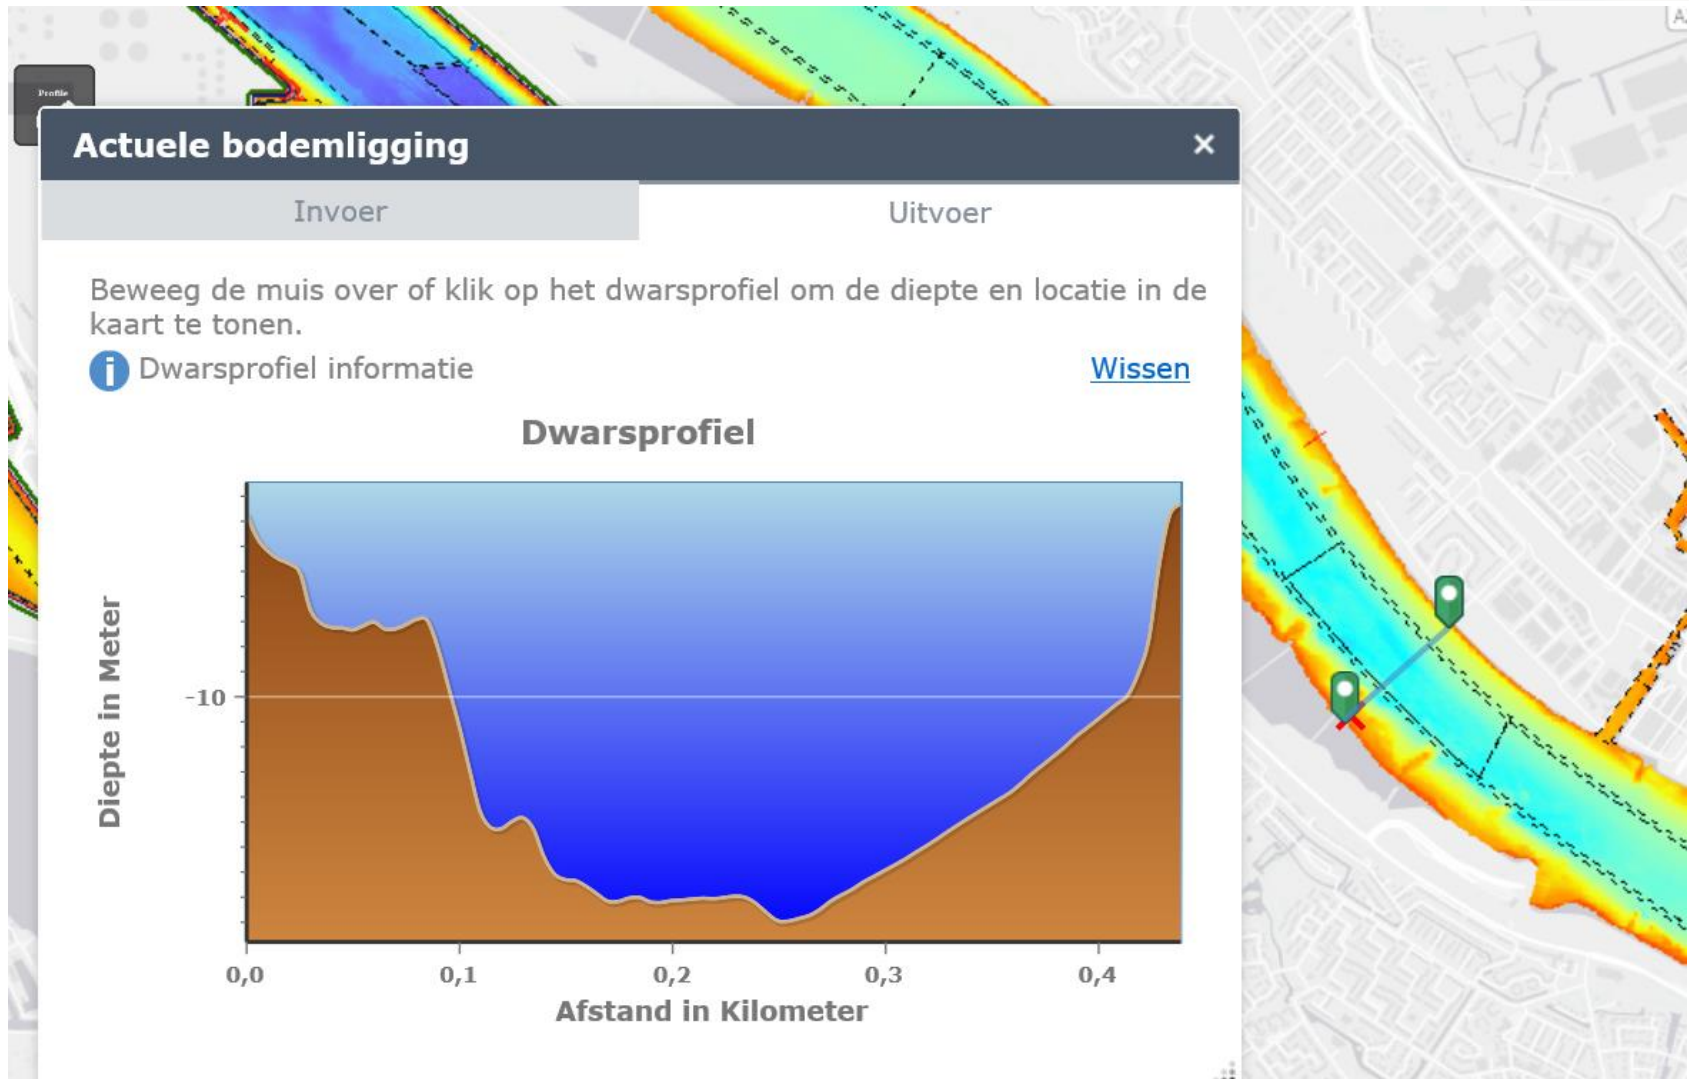 Profile
Actuele bodemligging
×
Invoer
Uitvoer
Beweeg de muis over of klik op het dwarsprofiel om de diepte en locatie in de
kaart te tonen.
i Dwarsprofiel informatie
Wissen
Dwarsprofiel
Diepte in Meter
-10
0,0 0,1 0,2 0,3 0,4
Afstand in Kilometer